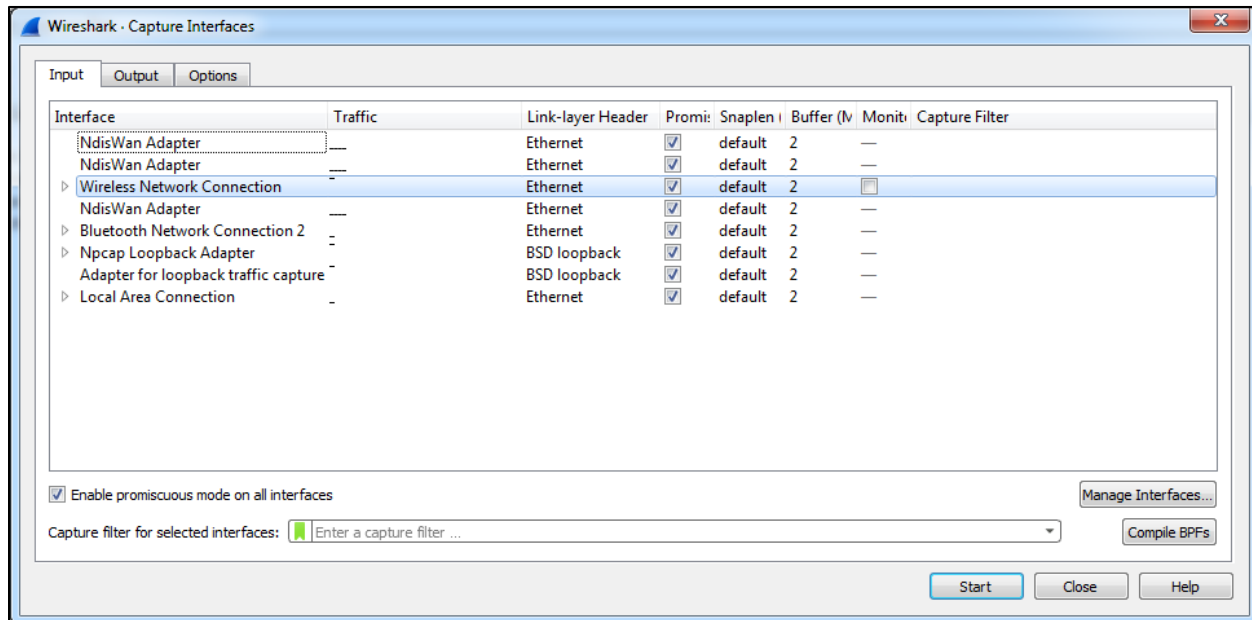 Wireshark · Capture Interfaces
Input Output Options
Interface Traffic Link-layer Header Promi: Snaplen ( Buffer (M Monito Capture Filter
NdisWan Adapter Ethernet default 2 —
NdisWan Adapter Ethernet default 2 —
Wireless Network Connection Ethernet default 2
NdisWan Adapter Ethernet default 2 —
Bluetooth Network Connection 2 Ethernet default 2 —
Npcap Loopback Adapter BSD loopback default 2 —
Adapter for loopback traffic capture BSD loopback default 2 —
Local Area Connection Ethernet default 2 —
Enable promiscuous mode on all interfaces Manage Interfaces...
Capture filter for selected interfaces: Enter a capture filter ... Compile BPFs
Start Close Help